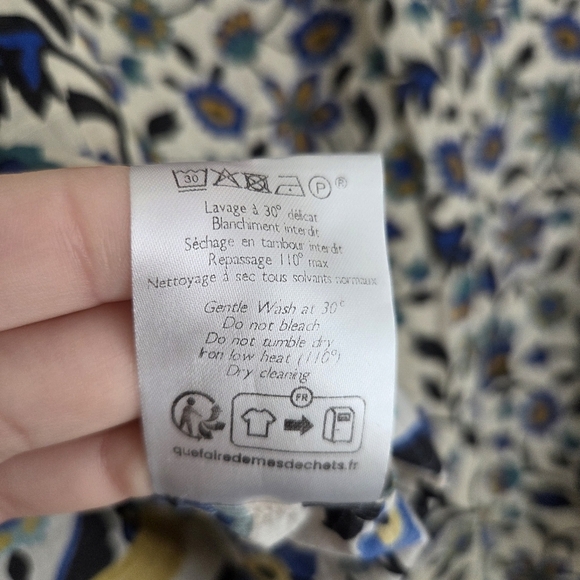 30 P ®
Lavage à 30° délicat
Blanchiment interdit
Séchage en tambour interdit
Repassage 110° max
Nettoyage à sec tous solvants normaux
Gentle Wash at 30°
Do not bleach
Do not tumble dry
Iron low heat (110°)
Dry cleaning
FR
quefairedemesdechets.fr